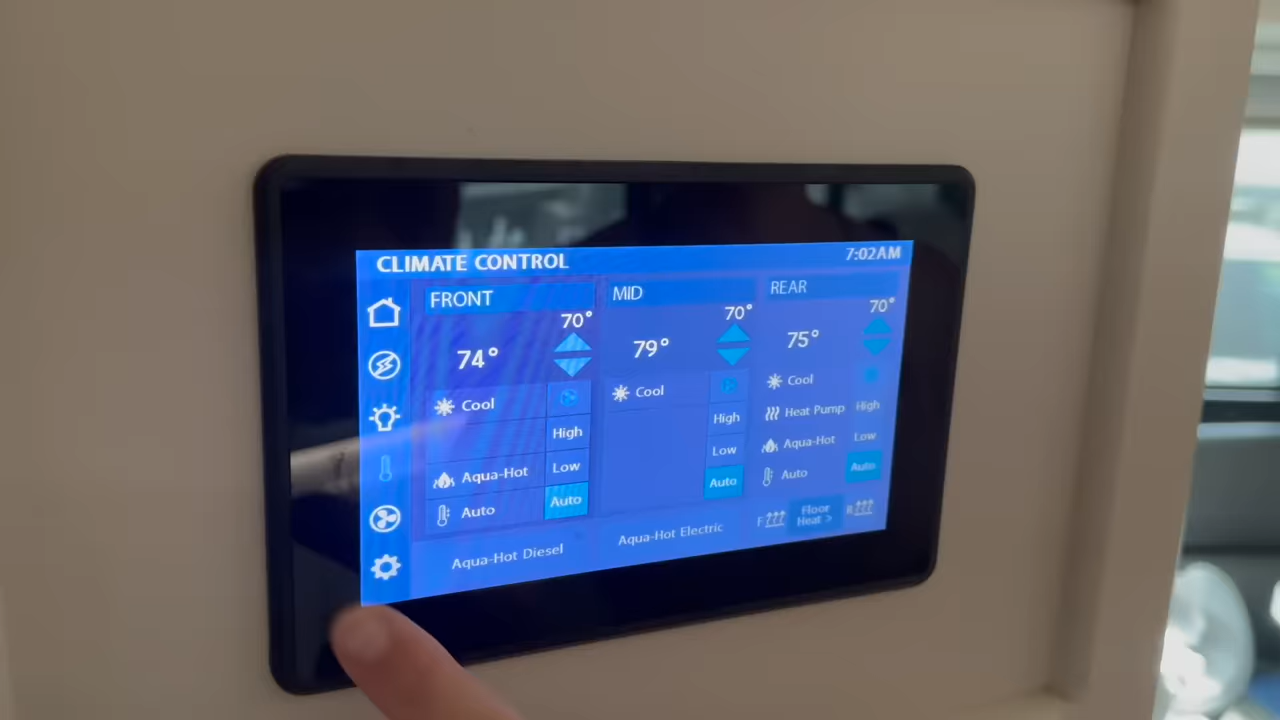 CLIMATE CONTROL
7:02AM
FRONT
70°
74°
Cool
High
Aqua-Hot
Low
Auto
Auto
Aqua-Hot Diesel
MID
70°
79°
Cool
High
Low
Auto
Aqua-Hot Electric
REAR
70°
75°
Cool
Heat Pump
High
Aqua-Hot
Low
Auto
Auto
F
Floor
Heat >
R